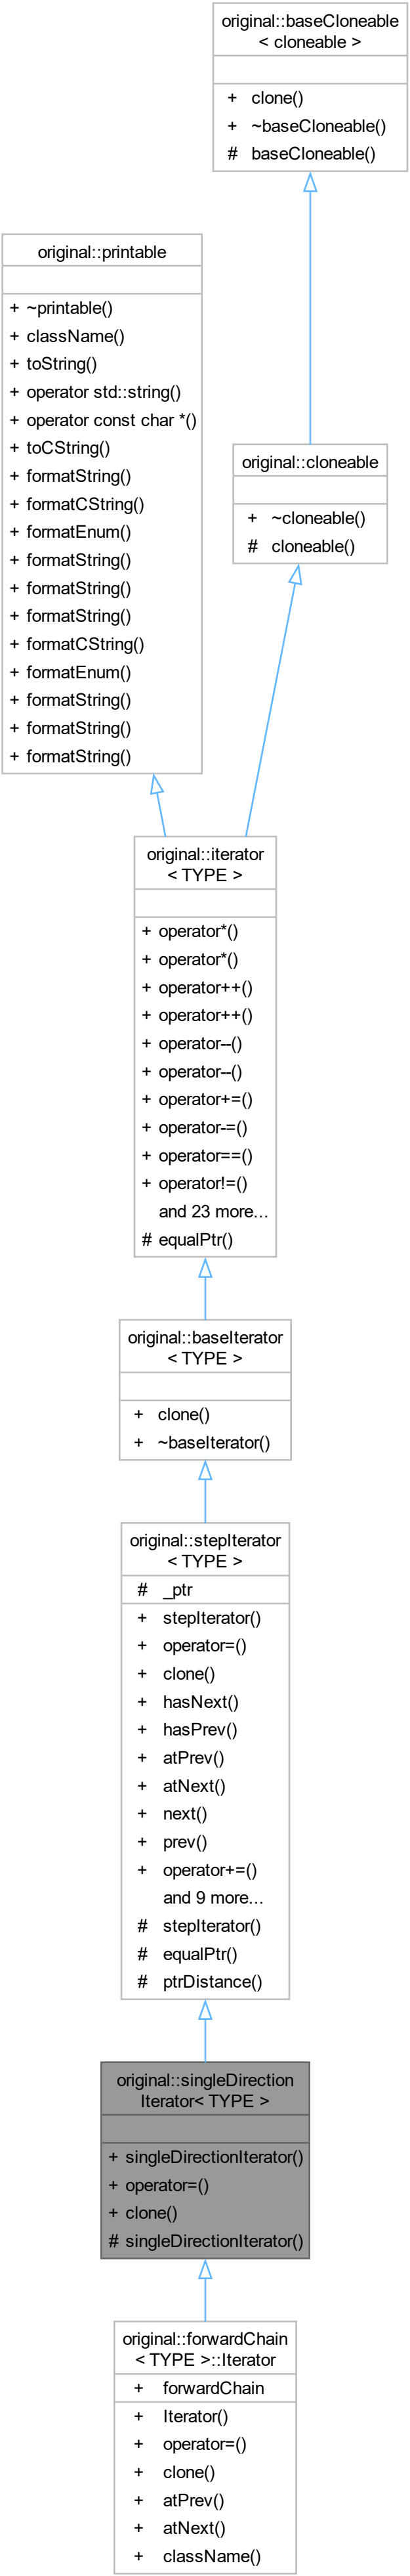 original::baseCloneable
< cloneable >
+ clone()
+ ~baseCloneable()
# baseCloneable()
original::printable
+ ~printable()
+ className()
+ toString()
+ operator std::string()
+ operator const char *()
+ toCString()
+ formatString()
+ formatCString()
+ formatEnum()
+ formatString()
+ formatString()
+ formatString()
+ formatCString()
+ formatEnum()
+ formatString()
+ formatString()
+ formatString()
original::cloneable
+ ~cloneable()
# cloneable()
original::iterator
< TYPE >
+ operator*()
+ operator*()
+ operator++()
+ operator++()
+ operator--()
+ operator--()
+ operator+=()
+ operator-=()
+ operator==()
+ operator!=()
and 23 more...
# equalPtr()
original::baseIterator
< TYPE >
+ clone()
+ ~baseIterator()
original::stepIterator
< TYPE >
# _ptr
+ stepIterator()
+ operator=()
+ clone()
+ hasNext()
+ hasPrev()
+ atPrev()
+ atNext()
+ next()
+ prev()
+ operator+=()
and 9 more...
# stepIterator()
# equalPtr()
# ptrDistance()
original::singleDirection
Iterator< TYPE >
+ singleDirectionIterator()
+ operator=()
+ clone()
# singleDirectionIterator()
original::forwardChain
< TYPE >::Iterator
+ forwardChain
+ Iterator()
+ operator=()
+ clone()
+ atPrev()
+ atNext()
+ className()